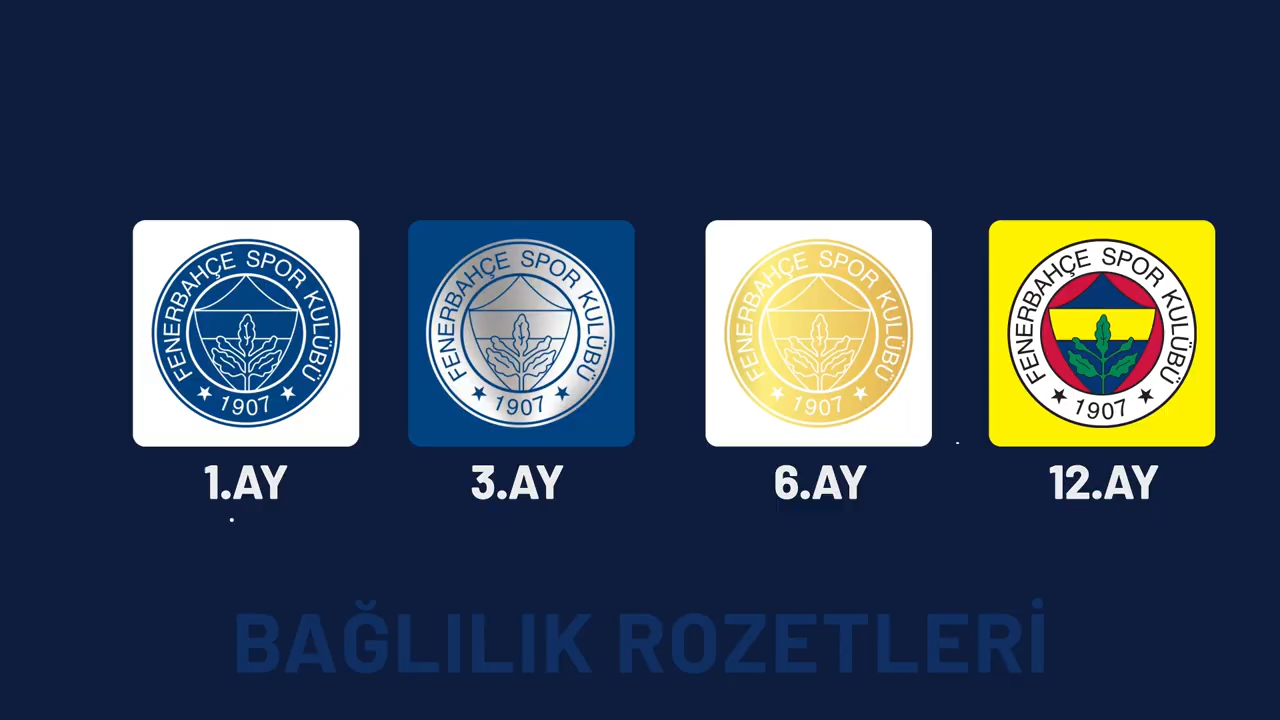 FENERBAHÇE SPOR KULÜBÜ
1907
FENERBAHÇE SPOR KULÜBÜ
1907
FENERBAHÇE SPOR KULÜBÜ
1907
FENERBAHÇE SPOR KULÜBÜ
1907
1.AY
3.AY
6.AY
12.AY
BAĞLILIK ROZETLERİ